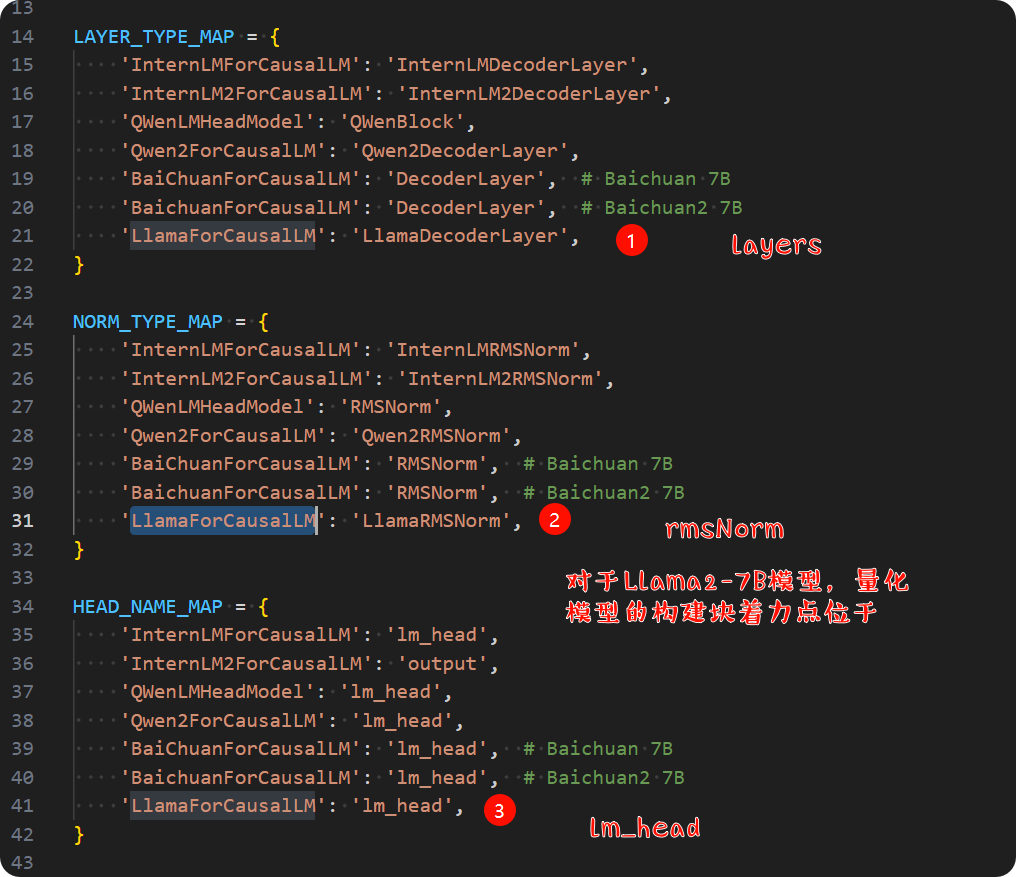 13
14 LAYER_TYPE_MAP = {
15 'InternLMForCausalLM': 'InternLMDecoderLayer',
16 'InternLM2ForCausalLM': 'InternLM2DecoderLayer',
17 'QWenLMHeadModel': 'QWenBlock',
18 'Qwen2ForCausalLM': 'Qwen2DecoderLayer',
19 'BaiChuanForCausalLM': 'DecoderLayer', # Baichuan 7B
20 'BaichuanForCausalLM': 'DecoderLayer', # Baichuan2 7B
21 'LlamaForCausalLM': 'LlamaDecoderLayer', 1 layers
22 }
23
24 NORM_TYPE_MAP = {
25 'InternLMForCausalLM': 'InternLMRMSNorm',
26 'InternLM2ForCausalLM': 'InternLM2RMSNorm',
27 'QWenLMHeadModel': 'RMSNorm',
28 'Qwen2ForCausalLM': 'Qwen2RMSNorm',
29 'BaiChuanForCausalLM': 'RMSNorm', # Baichuan 7B
30 'BaichuanForCausalLM': 'RMSNorm', # Baichuan2 7B
31 'LlamaForCausalLM': 'LlamaRMSNorm', 2 rmsNorm
32 }
33 对于Llama2-7B模型，量化
34 HEAD_NAME_MAP = { 模型的构建块着力点位于
35 'InternLMForCausalLM': 'lm_head',
36 'InternLM2ForCausalLM': 'output',
37 'QWenLMHeadModel': 'lm_head',
38 'Qwen2ForCausalLM': 'lm_head',
39 'BaiChuanForCausalLM': 'lm_head', # Baichuan 7B
40 'BaichuanForCausalLM': 'lm_head', # Baichuan2 7B
41 'LlamaForCausalLM': 'lm_head', 3 lm_head
42 }
43